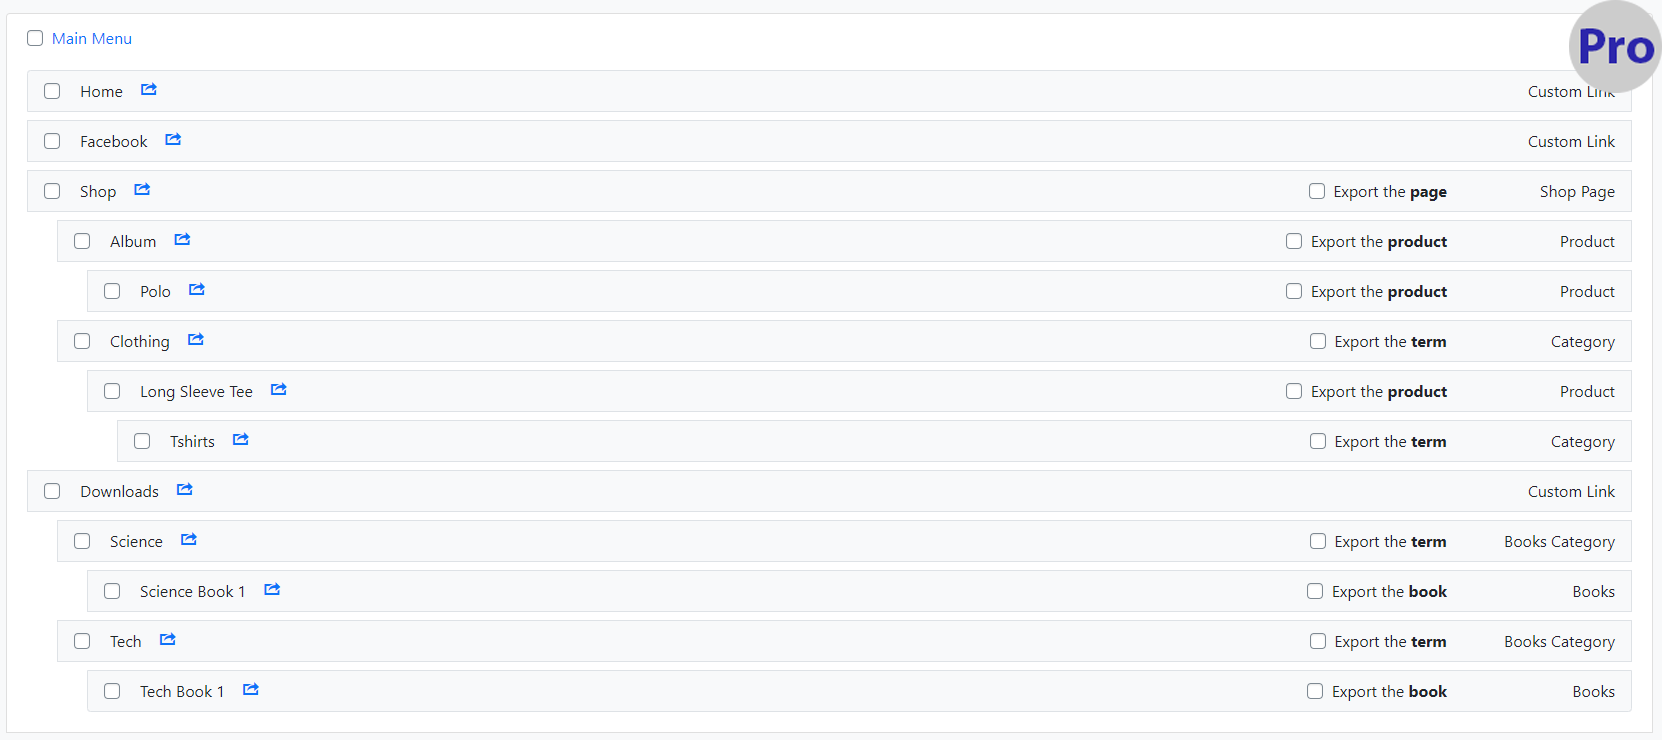 Main Menu
Pro
Home Custom Link
Facebook Custom Link
Shop Export the page Shop Page
Album Export the product Product
Polo Export the product Product
Clothing Export the term Category
Long Sleeve Tee Export the product Product
Tshirts Export the term Category
Downloads Custom Link
Science Export the term Books Category
Science Book 1 Export the book Books
Tech Export the term Books Category
Tech Book 1 Export the book Books